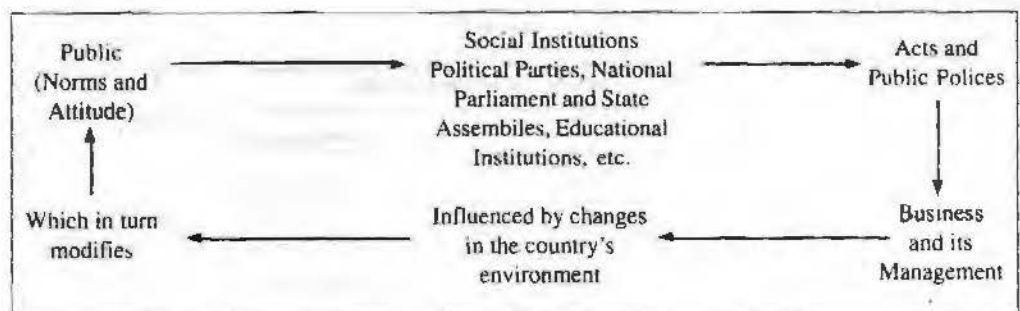 Public
(Norms and
Attitude)
Social Institutions
Political Parties, National
Parliament and State
Assembiles, Educational
Institutions, etc.
Acts and
Public Polices
Business
and its
Management
Influenced by changes
in the country's
environment
Which in turn
modifies